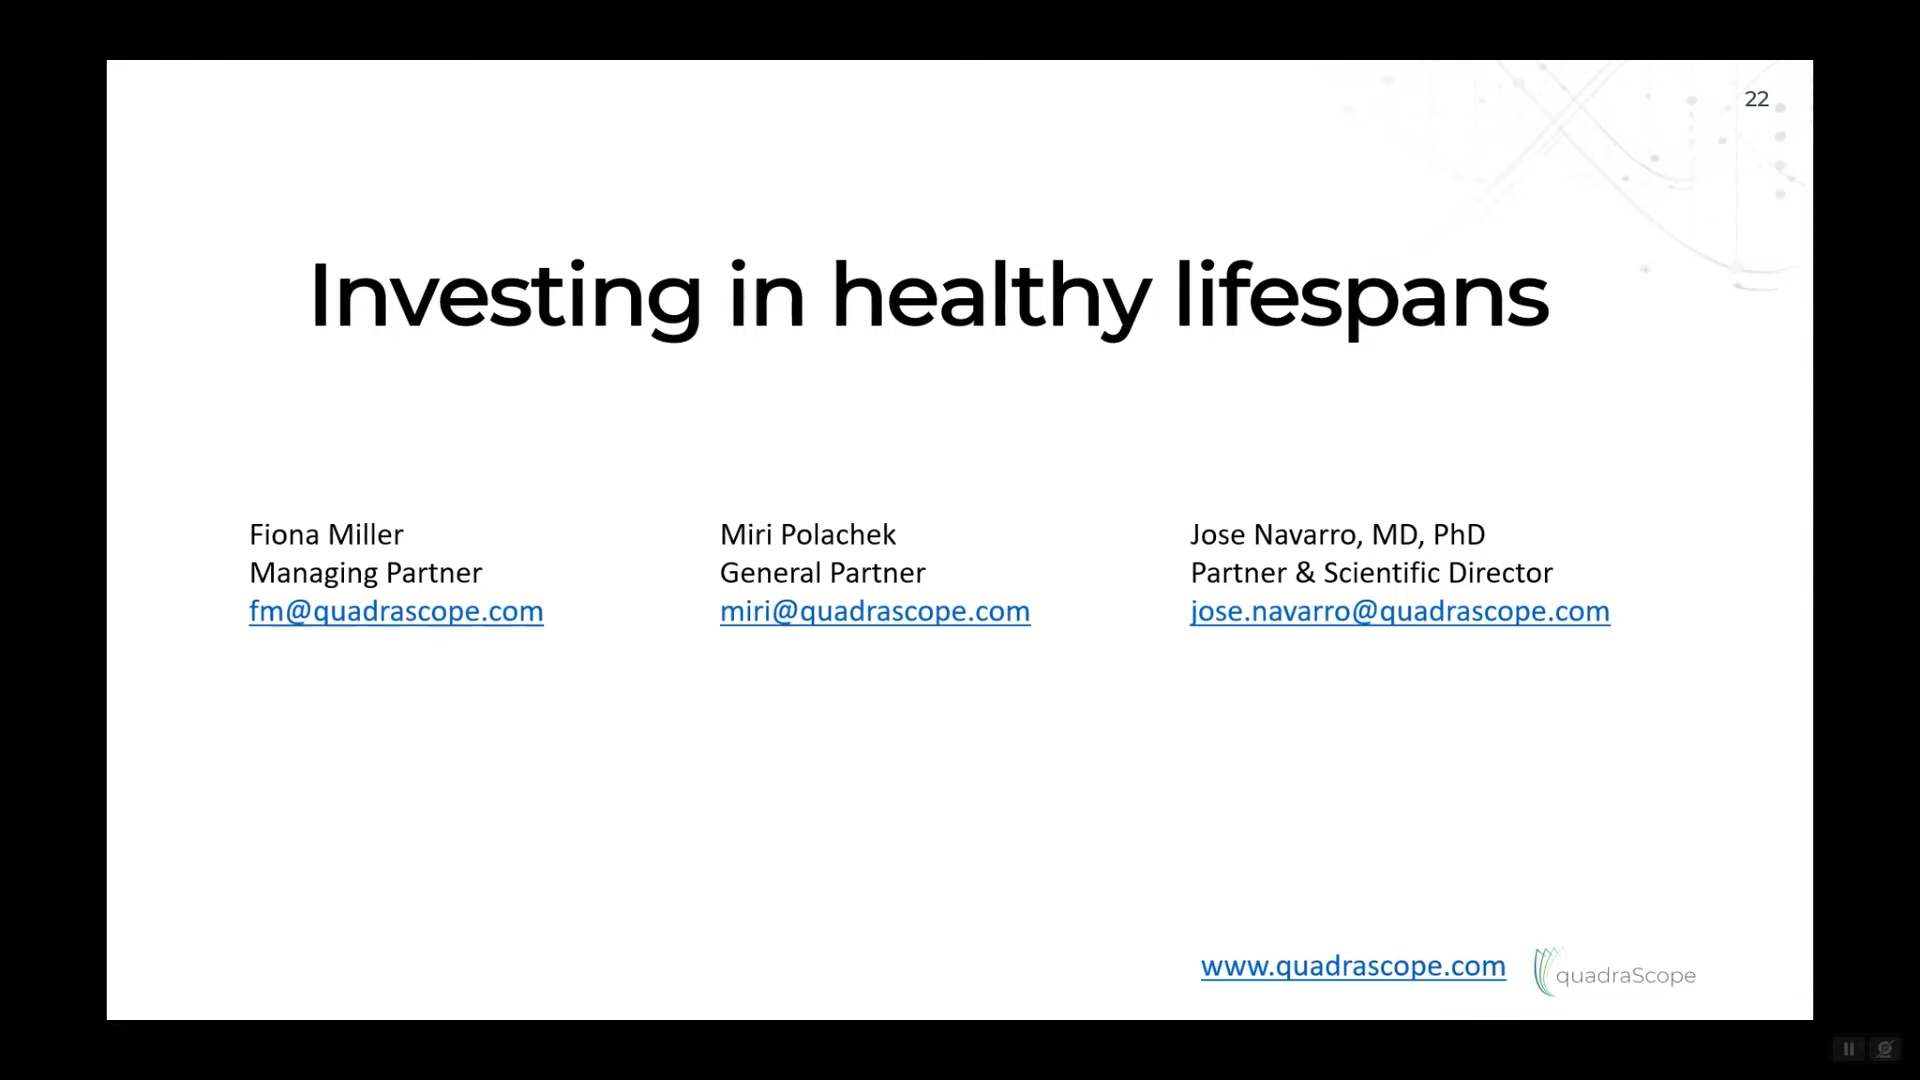 22
Investing in healthy lifespans
Fiona Miller
Managing Partner
fm@quadrascope.com
Miri Polachek
General Partner
miri@quadrascope.com
Jose Navarro, MD, PhD
Partner & Scientific Director
jose.navarro@quadrascope.com
www.quadrascope.com
quadraScope